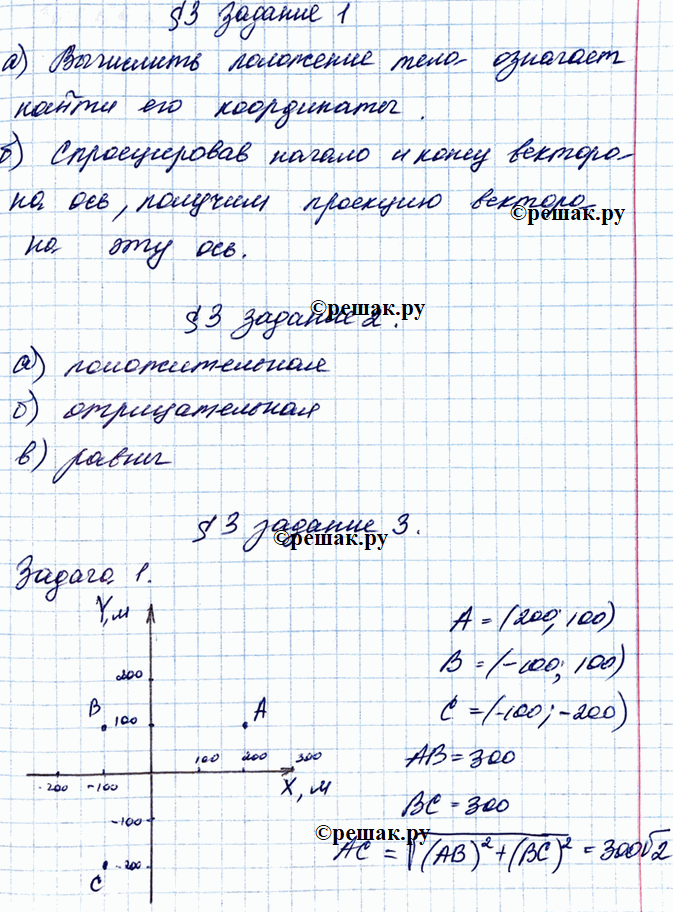 §3 Задание 1
а) Вычислить положение тела означает
найти его координаты.
б) Спроецировав начало и конец вектора
на ось, получим проекцию вектора
©решак.ру
на эту ось.
©решак.ру
§3 задание 2.
а) положительная
б) отрицательная
в) равны
§3 задание 3.
©решак.ру
Задача 1.
Y, м
200
B 100 A
100 200 300
-200 -100 X, м
-100
C -200
A = (200; 100)
B = (-100; 100)
C = (-100; -200)
AB = 300
BC = 300
©решак.ру
AC = √(AB)²+(BC)² = 300√2